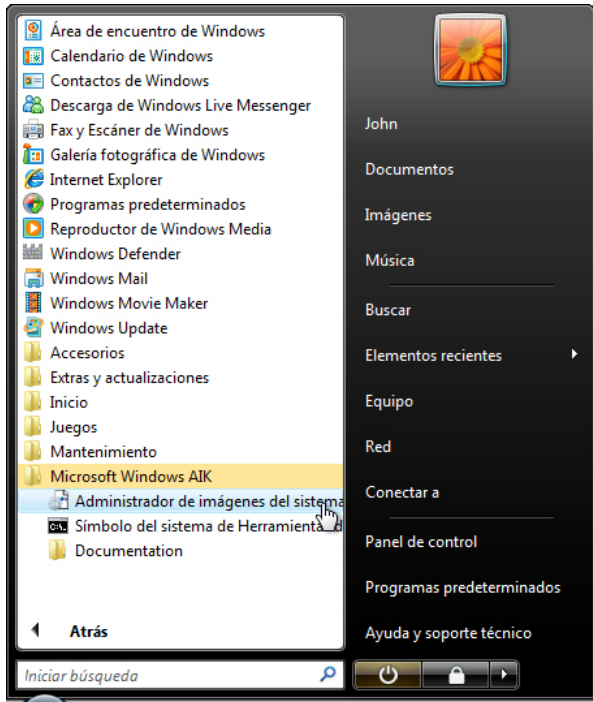 Área de encuentro de Windows
Calendario de Windows
Contactos de Windows
Descarga de Windows Live Messenger
Fax y Escáner de Windows
Galería fotográfica de Windows
Internet Explorer
Programas predeterminados
Reproductor de Windows Media
Windows Defender
Windows Mail
Windows Movie Maker
Windows Update
Accesorios
Extras y actualizaciones
Inicio
Juegos
Mantenimiento
Microsoft Windows AIK
Administrador de imágenes del sistema
Símbolo del sistema de Herramienta d
Documentation
Atrás
Iniciar búsqueda
John
Documentos
Imágenes
Música
Buscar
Elementos recientes
Equipo
Red
Conectar a
Panel de control
Programas predeterminados
Ayuda y soporte técnico